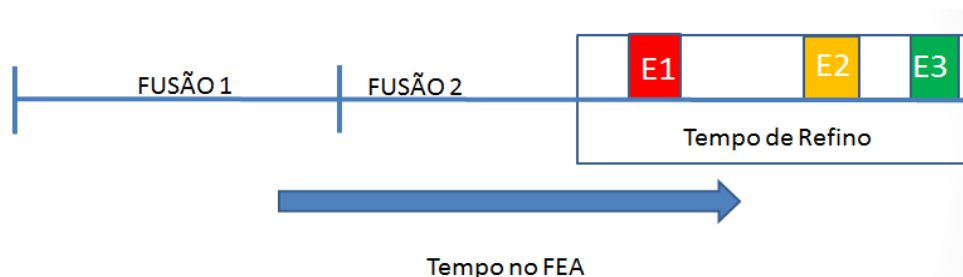 FUSÃO 1
FUSÃO 2
E1
E2
E3
Tempo de Refino
Tempo no FEA